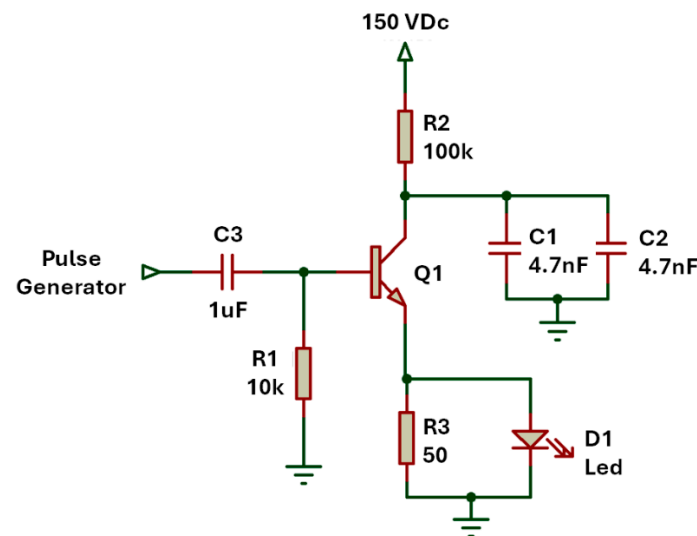 150 VDc
R2
100k
C3
Pulse
Generator
1uF
Q1
C1
4.7nF
C2
4.7nF
R1
10k
R3
50
D1
Led